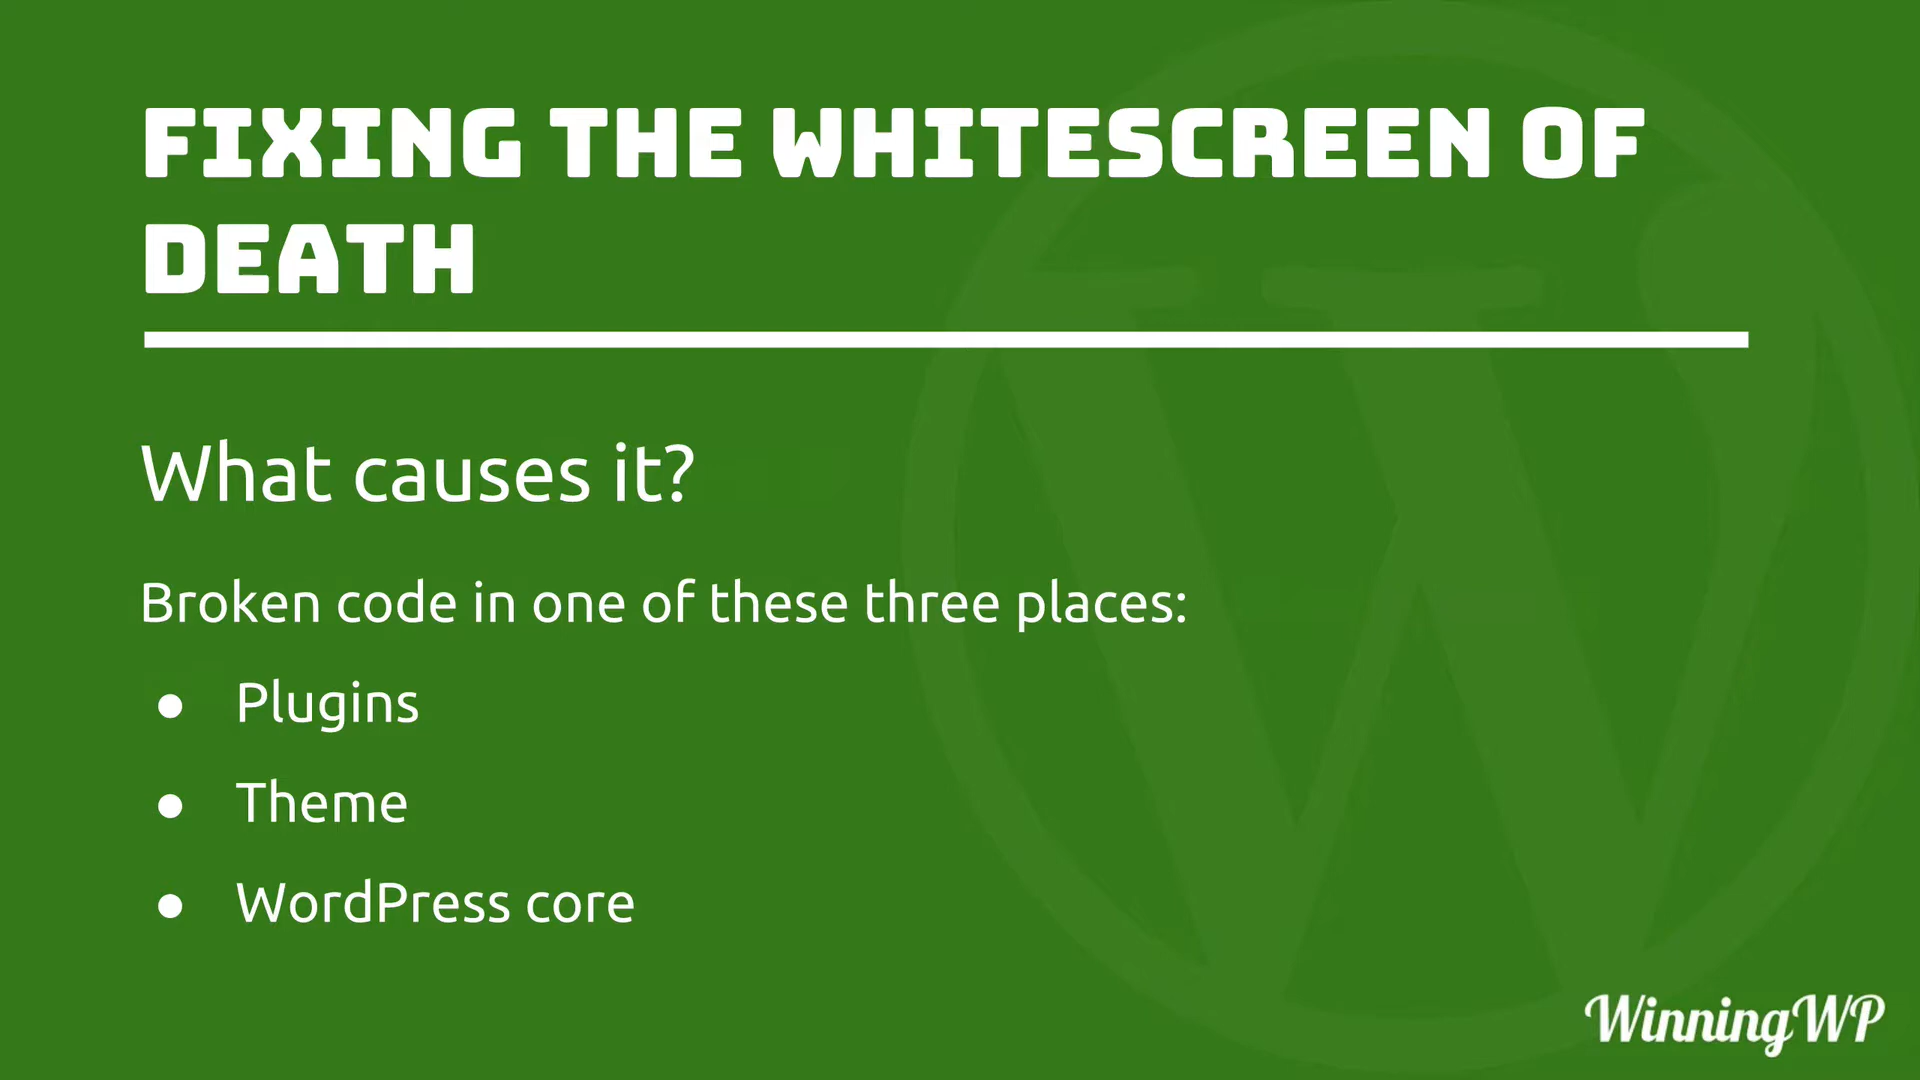 FIXING THE WHITESCREEN OF
DEATH
What causes it?
Broken code in one of these three places:
● Plugins
● Theme
● WordPress core
WinningWP